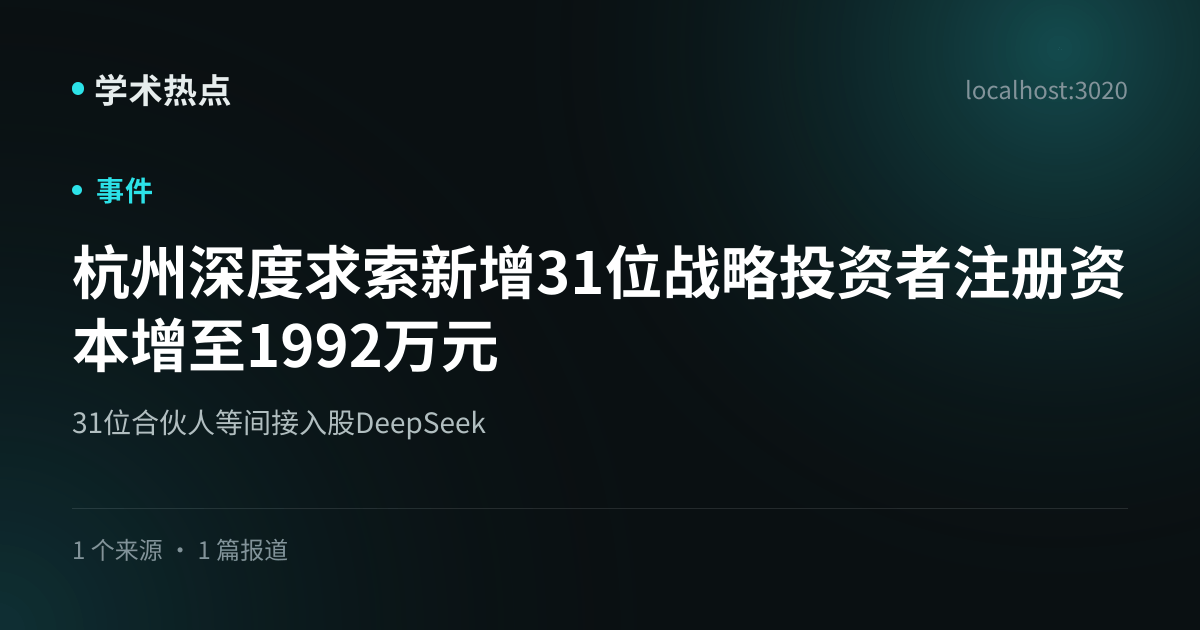 学术热点
localhost:3020
事件
杭州深度求索新增31位战略投资者注册资
本增至1992万元
31位合伙人等间接入股DeepSeek
1 个来源 · 1 篇报道